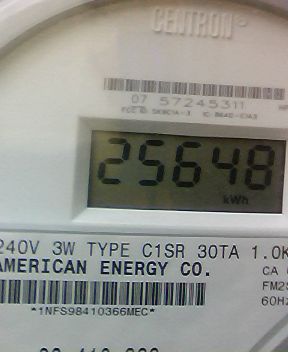 CENTRON®
07 57245311
25648
kWh
240V 3W TYPE C1SR 30TA 1.0K
AMERICAN ENERGY CO.
CA
FM2S
60Hz
*1NFS98410366MEC*